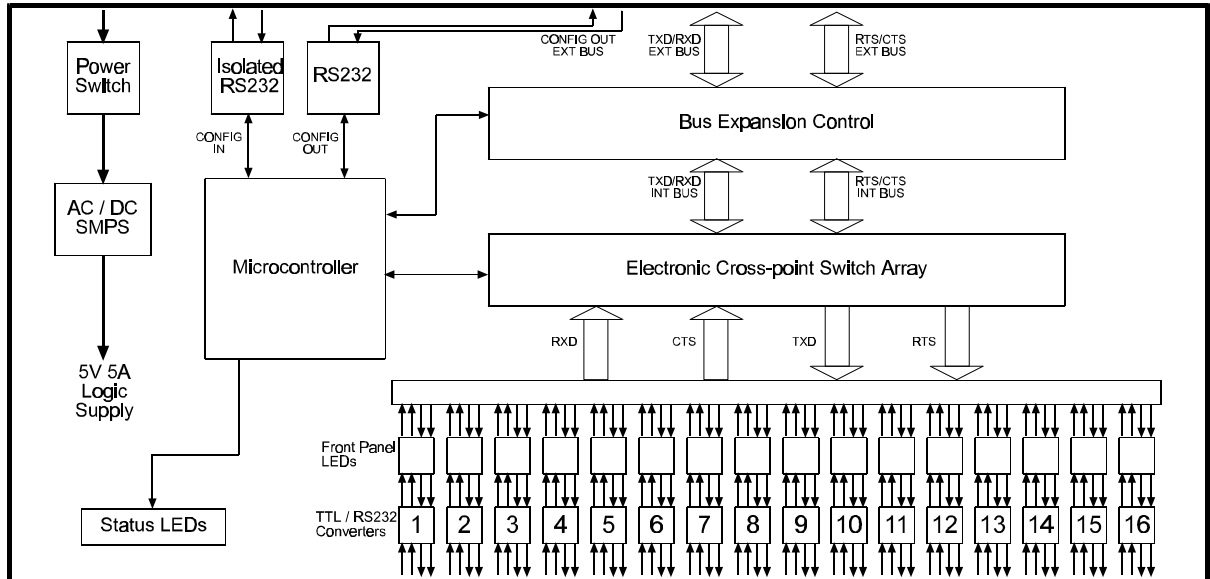 Power
Switch
Isolated
RS232
RS232
CONFIG OUT
EXT BUS
TXD/RXD
EXT BUS
RTS/CTS
EXT BUS
CONFIG
IN
CONFIG
OUT
Bus Expansion Control
AC / DC
SMPS
TXD/RXD
INT BUS
RTS/CTS
INT BUS
Microcontroller
Electronic Cross-point Switch Array
RXD
CTS
TXD
RTS
5V 5A
Logic
Supply
Front Panel
LEDs
Status LEDs
TTL / RS232
Converters
1 2 3 4 5 6 7 8 9 10 11 12 13 14 15 16